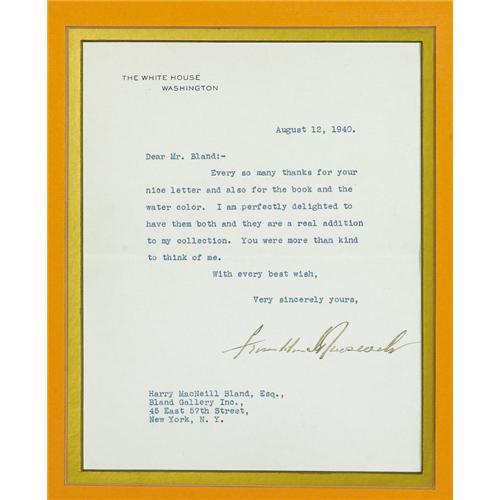 THE WHITE HOUSE
WASHINGTON
August 12, 1940.
Dear Mr. Bland:-
Every so many thanks for your
nice letter and also for the book and the
water color. I am perfectly delighted to
have them both and they are a real addition
to my collection. You were more than kind
to think of me.
With every best wish,
Very sincerely yours,
Franklin D Roosevelt
Harry MacNeill Bland, Esq.,
Bland Gallery Inc.,
45 East 57th Street,
New York, N. Y.